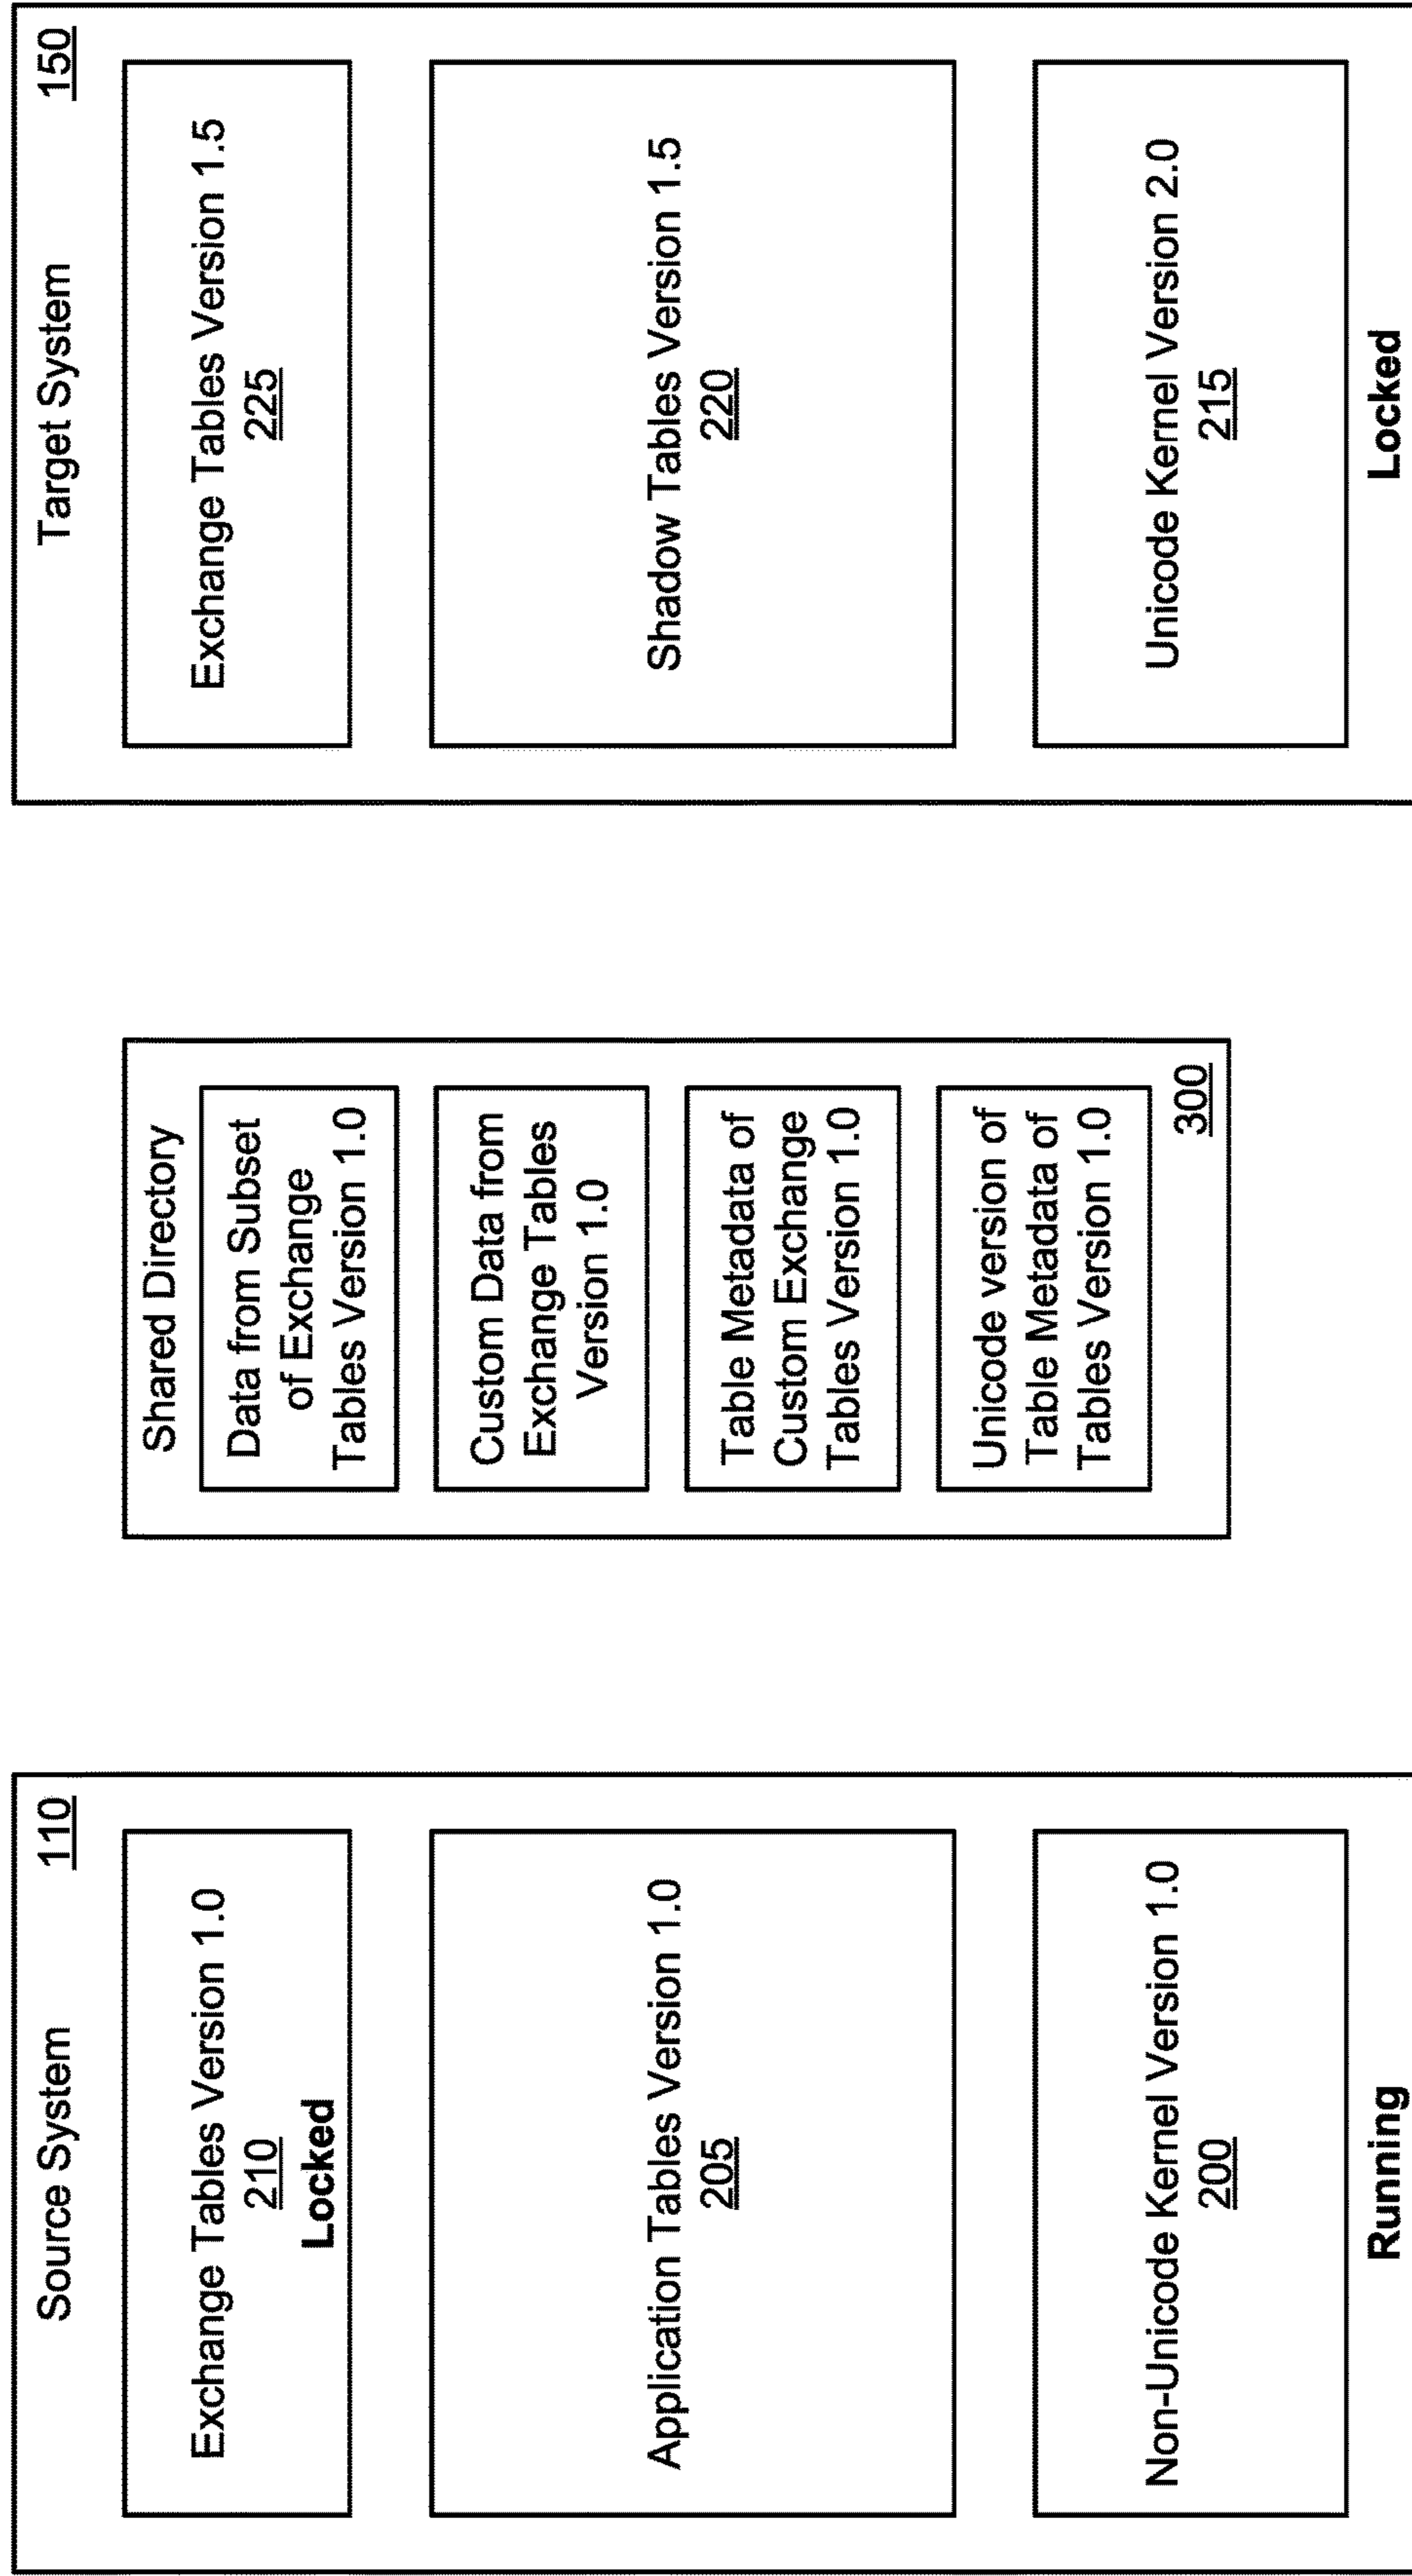 Source System 110
Exchange Tables Version 1.0
210
Locked
Application Tables Version 1.0
205
Non-Unicode Kernel Version 1.0
200
Running
Shared Directory
Data from Subset
of Exchange
Tables Version 1.0
Custom Data from
Exchange Tables
Version 1.0
Table Metadata of
Custom Exchange
Tables Version 1.0
Unicode version of
Table Metadata of
Tables Version 1.0
300
Target System 150
Exchange Tables Version 1.5
225
Shadow Tables Version 1.5
220
Unicode Kernel Version 2.0
215
Locked